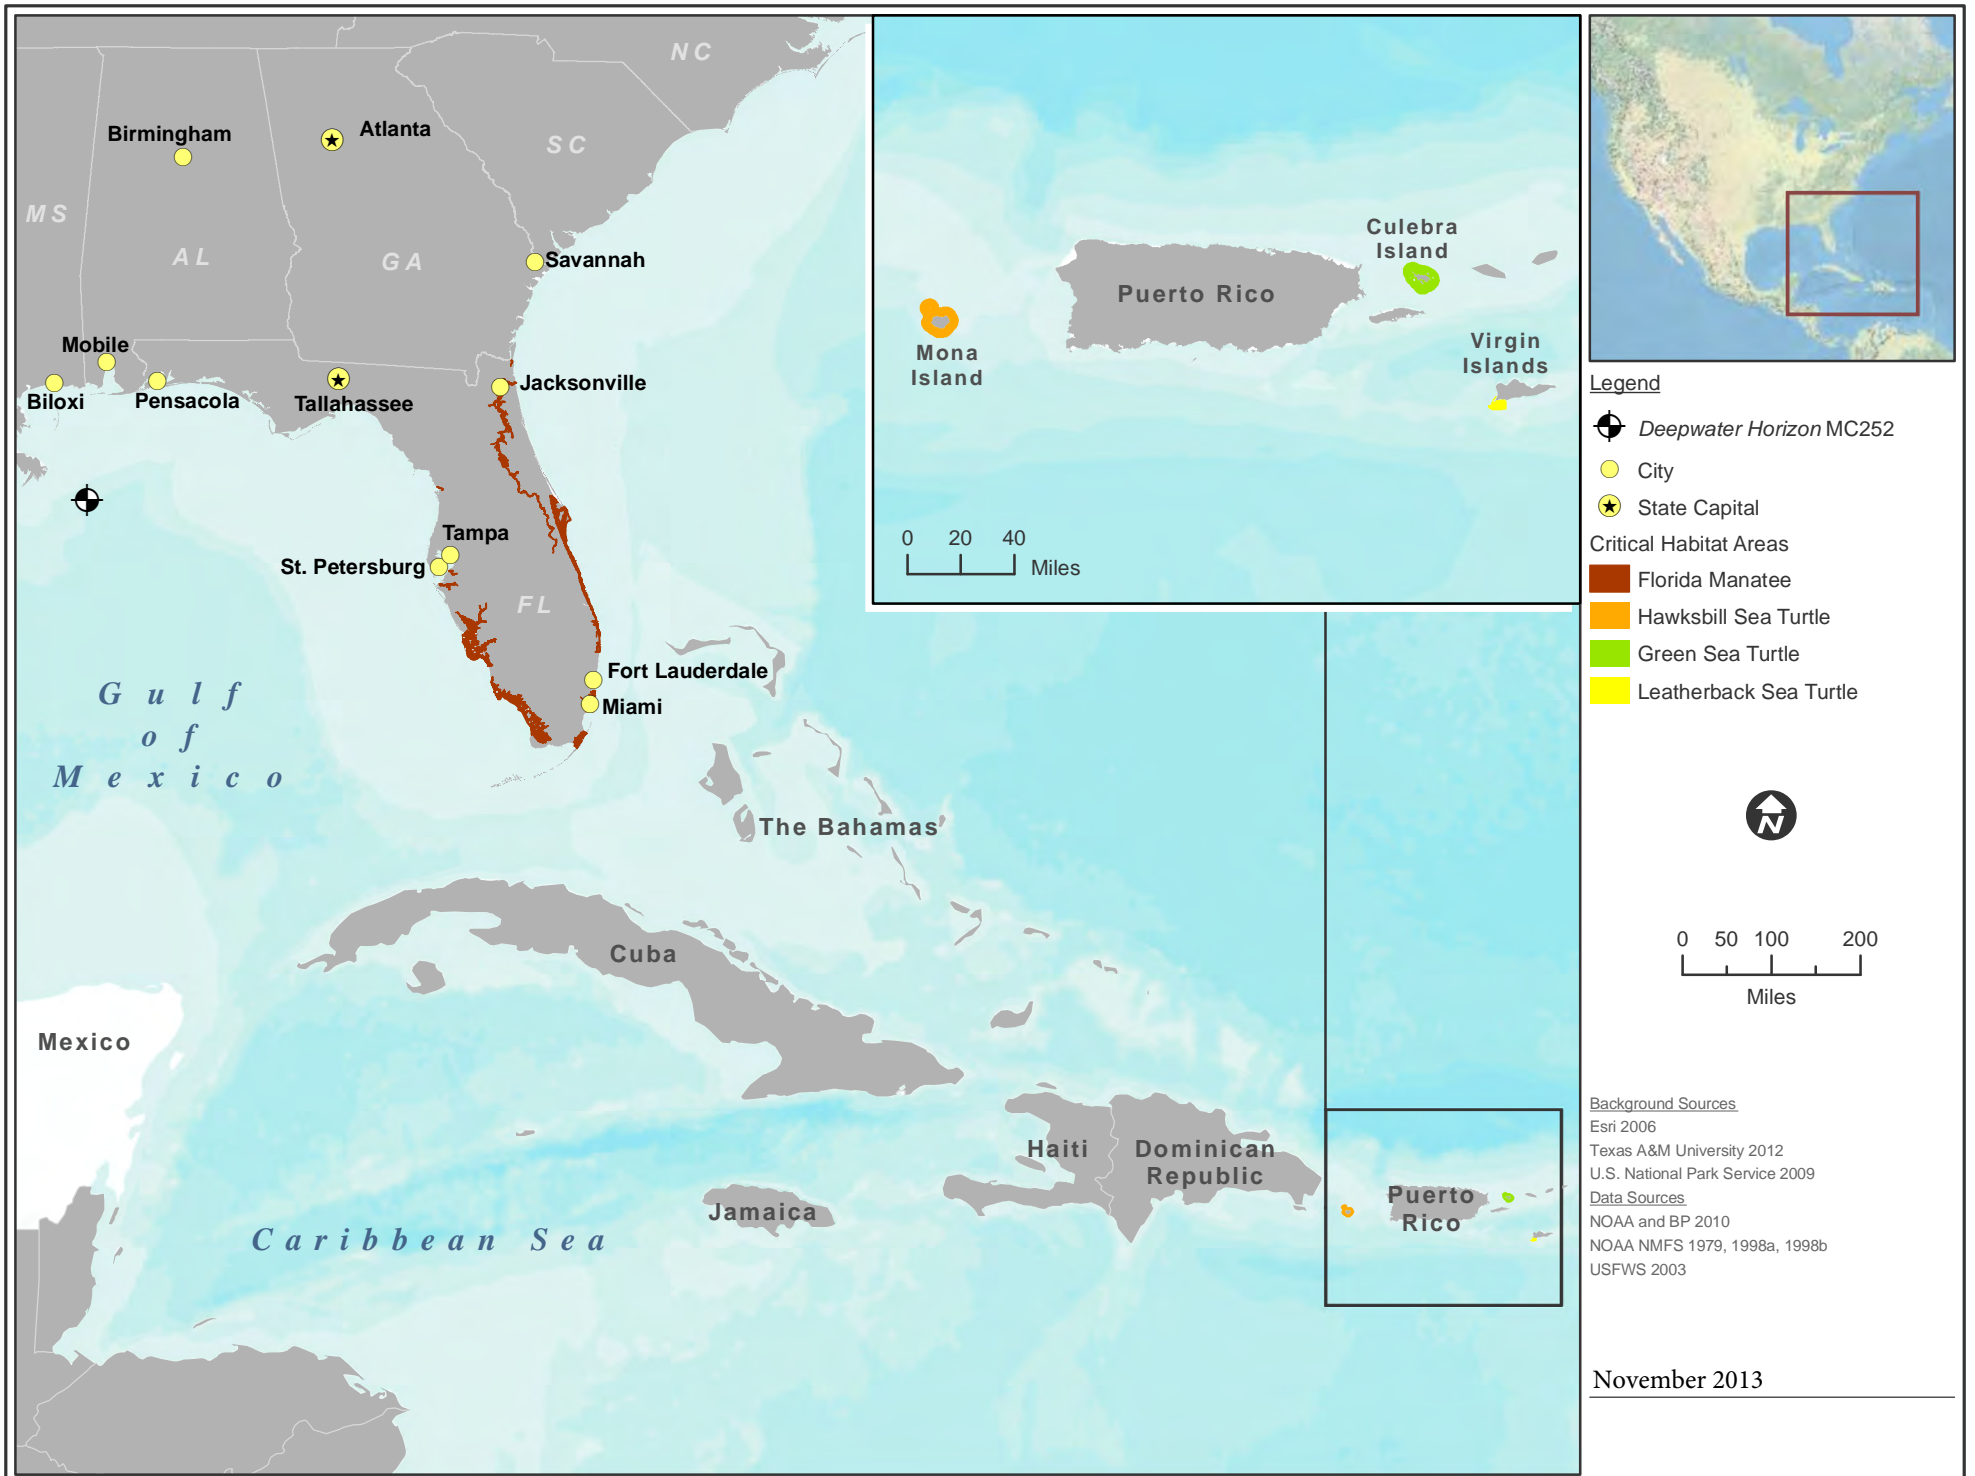 NC
Birmingham
Atlanta
SC
MS
AL
GA
Savannah
Mobile
Biloxi
Pensacola
Tallahassee
Jacksonville
Tampa
St. Petersburg
FL
Fort Lauderdale
Miami
Gulf
of
Mexico
The Bahamas
Cuba
Mexico
Haiti
Dominican
Republic
Jamaica
Puerto
Rico
Caribbean Sea
Culebra
Island
Puerto Rico
Mona
Island
Virgin
Islands
0 20 40
Miles
Legend
Deepwater Horizon MC252
City
State Capital
Critical Habitat Areas
Florida Manatee
Hawksbill Sea Turtle
Green Sea Turtle
Leatherback Sea Turtle
N
0 50 100 200
Miles
Background Sources
Esri 2006
Texas A&M University 2012
U.S. National Park Service 2009
Data Sources
NOAA and BP 2010
NOAA NMFS 1979, 1998a, 1998b
USFWS 2003
November 2013